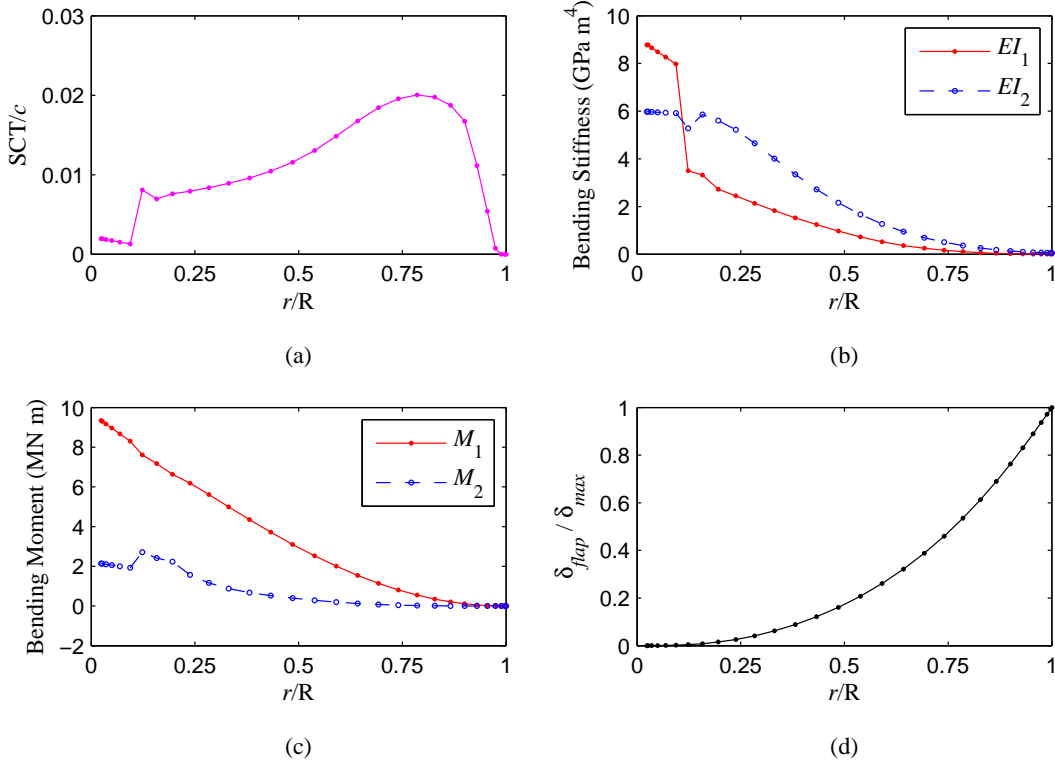 0.03
0.02
0.01
0
SCT/c
0 0.25 0.5 0.75 1
r/R
(a)
10
8
6
4
2
0
Bending Stiffness (GPa m⁴)
EI₁
EI₂
0 0.25 0.5 0.75 1
r/R
(b)
10
8
6
4
2
0
−2
Bending Moment (MN m)
M₁
M₂
0 0.25 0.5 0.75 1
r/R
(c)
1
0.8
0.6
0.4
0.2
0
δ_flap / δ_max
0 0.25 0.5 0.75 1
r/R
(d)